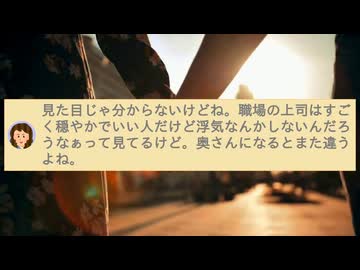 見た目じゃ分からないけどね。職場の上司はすご
く穏やかでいい人だけど浮気なんかしないんだろ
うなぁって見てるけど。奥さんになるとまた違う
よね。